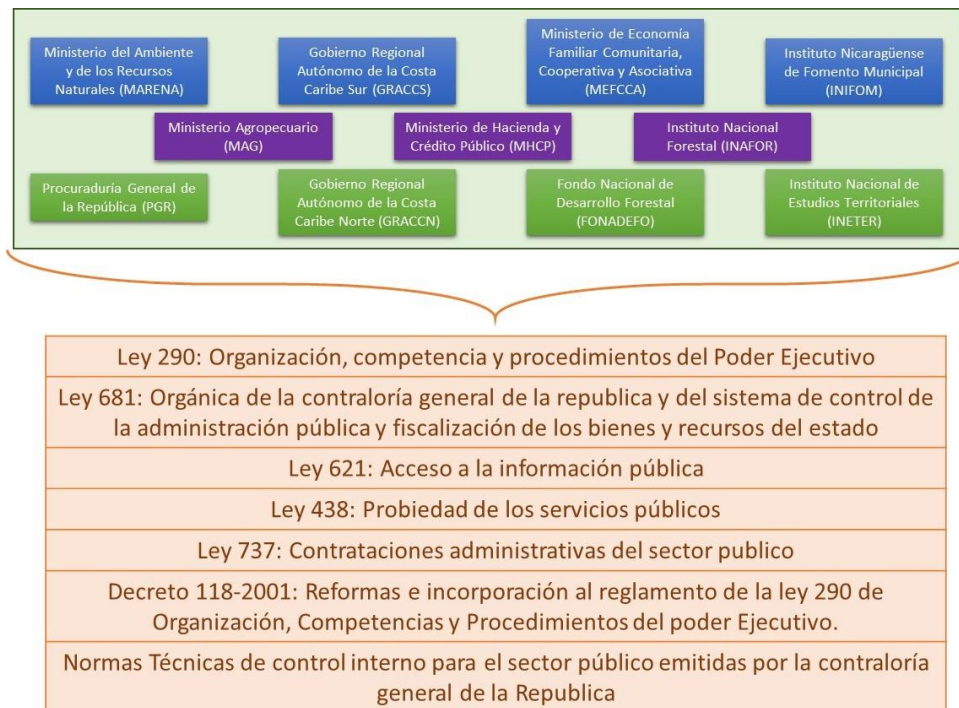 Ministerio del Ambiente
y de los Recursos
Naturales (MARENA)
Gobierno Regional
Autónomo de la Costa
Caribe Sur (GRACCS)
Ministerio de Economía
Familiar Comunitaria,
Cooperativa y Asociativa
(MEFCCA)
Instituto Nicaragüense
de Fomento Municipal
(INIFOM)
Ministerio Agropecuario
(MAG)
Ministerio de Hacienda y
Crédito Público (MHCP)
Instituto Nacional
Forestal (INAFOR)
Procuraduría General de
la República (PGR)
Gobierno Regional
Autónomo de la Costa
Caribe Norte (GRACCN)
Fondo Nacional de
Desarrollo Forestal
(FONADEFO)
Instituto Nacional de
Estudios Territoriales
(INETER)
Ley 290: Organización, competencia y procedimientos del Poder Ejecutivo
Ley 681: Orgánica de la contraloría general de la republica y del sistema de control de
la administración pública y fiscalización de los bienes y recursos del estado
Ley 621: Acceso a la información pública
Ley 438: Probiedad de los servicios públicos
Ley 737: Contrataciones administrativas del sector publico
Decreto 118-2001: Reformas e incorporación al reglamento de la ley 290 de
Organización, Competencias y Procedimientos del poder Ejecutivo.
Normas Técnicas de control interno para el sector público emitidas por la contraloría
general de la Republica